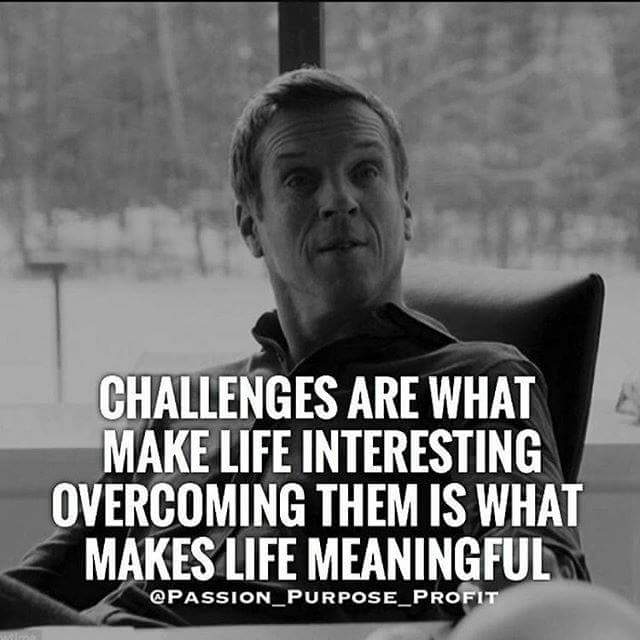 CHALLENGES ARE WHAT
MAKE LIFE INTERESTING
OVERCOMING THEM IS WHAT
MAKES LIFE MEANINGFUL
@PASSION_PURPOSE_PROFIT